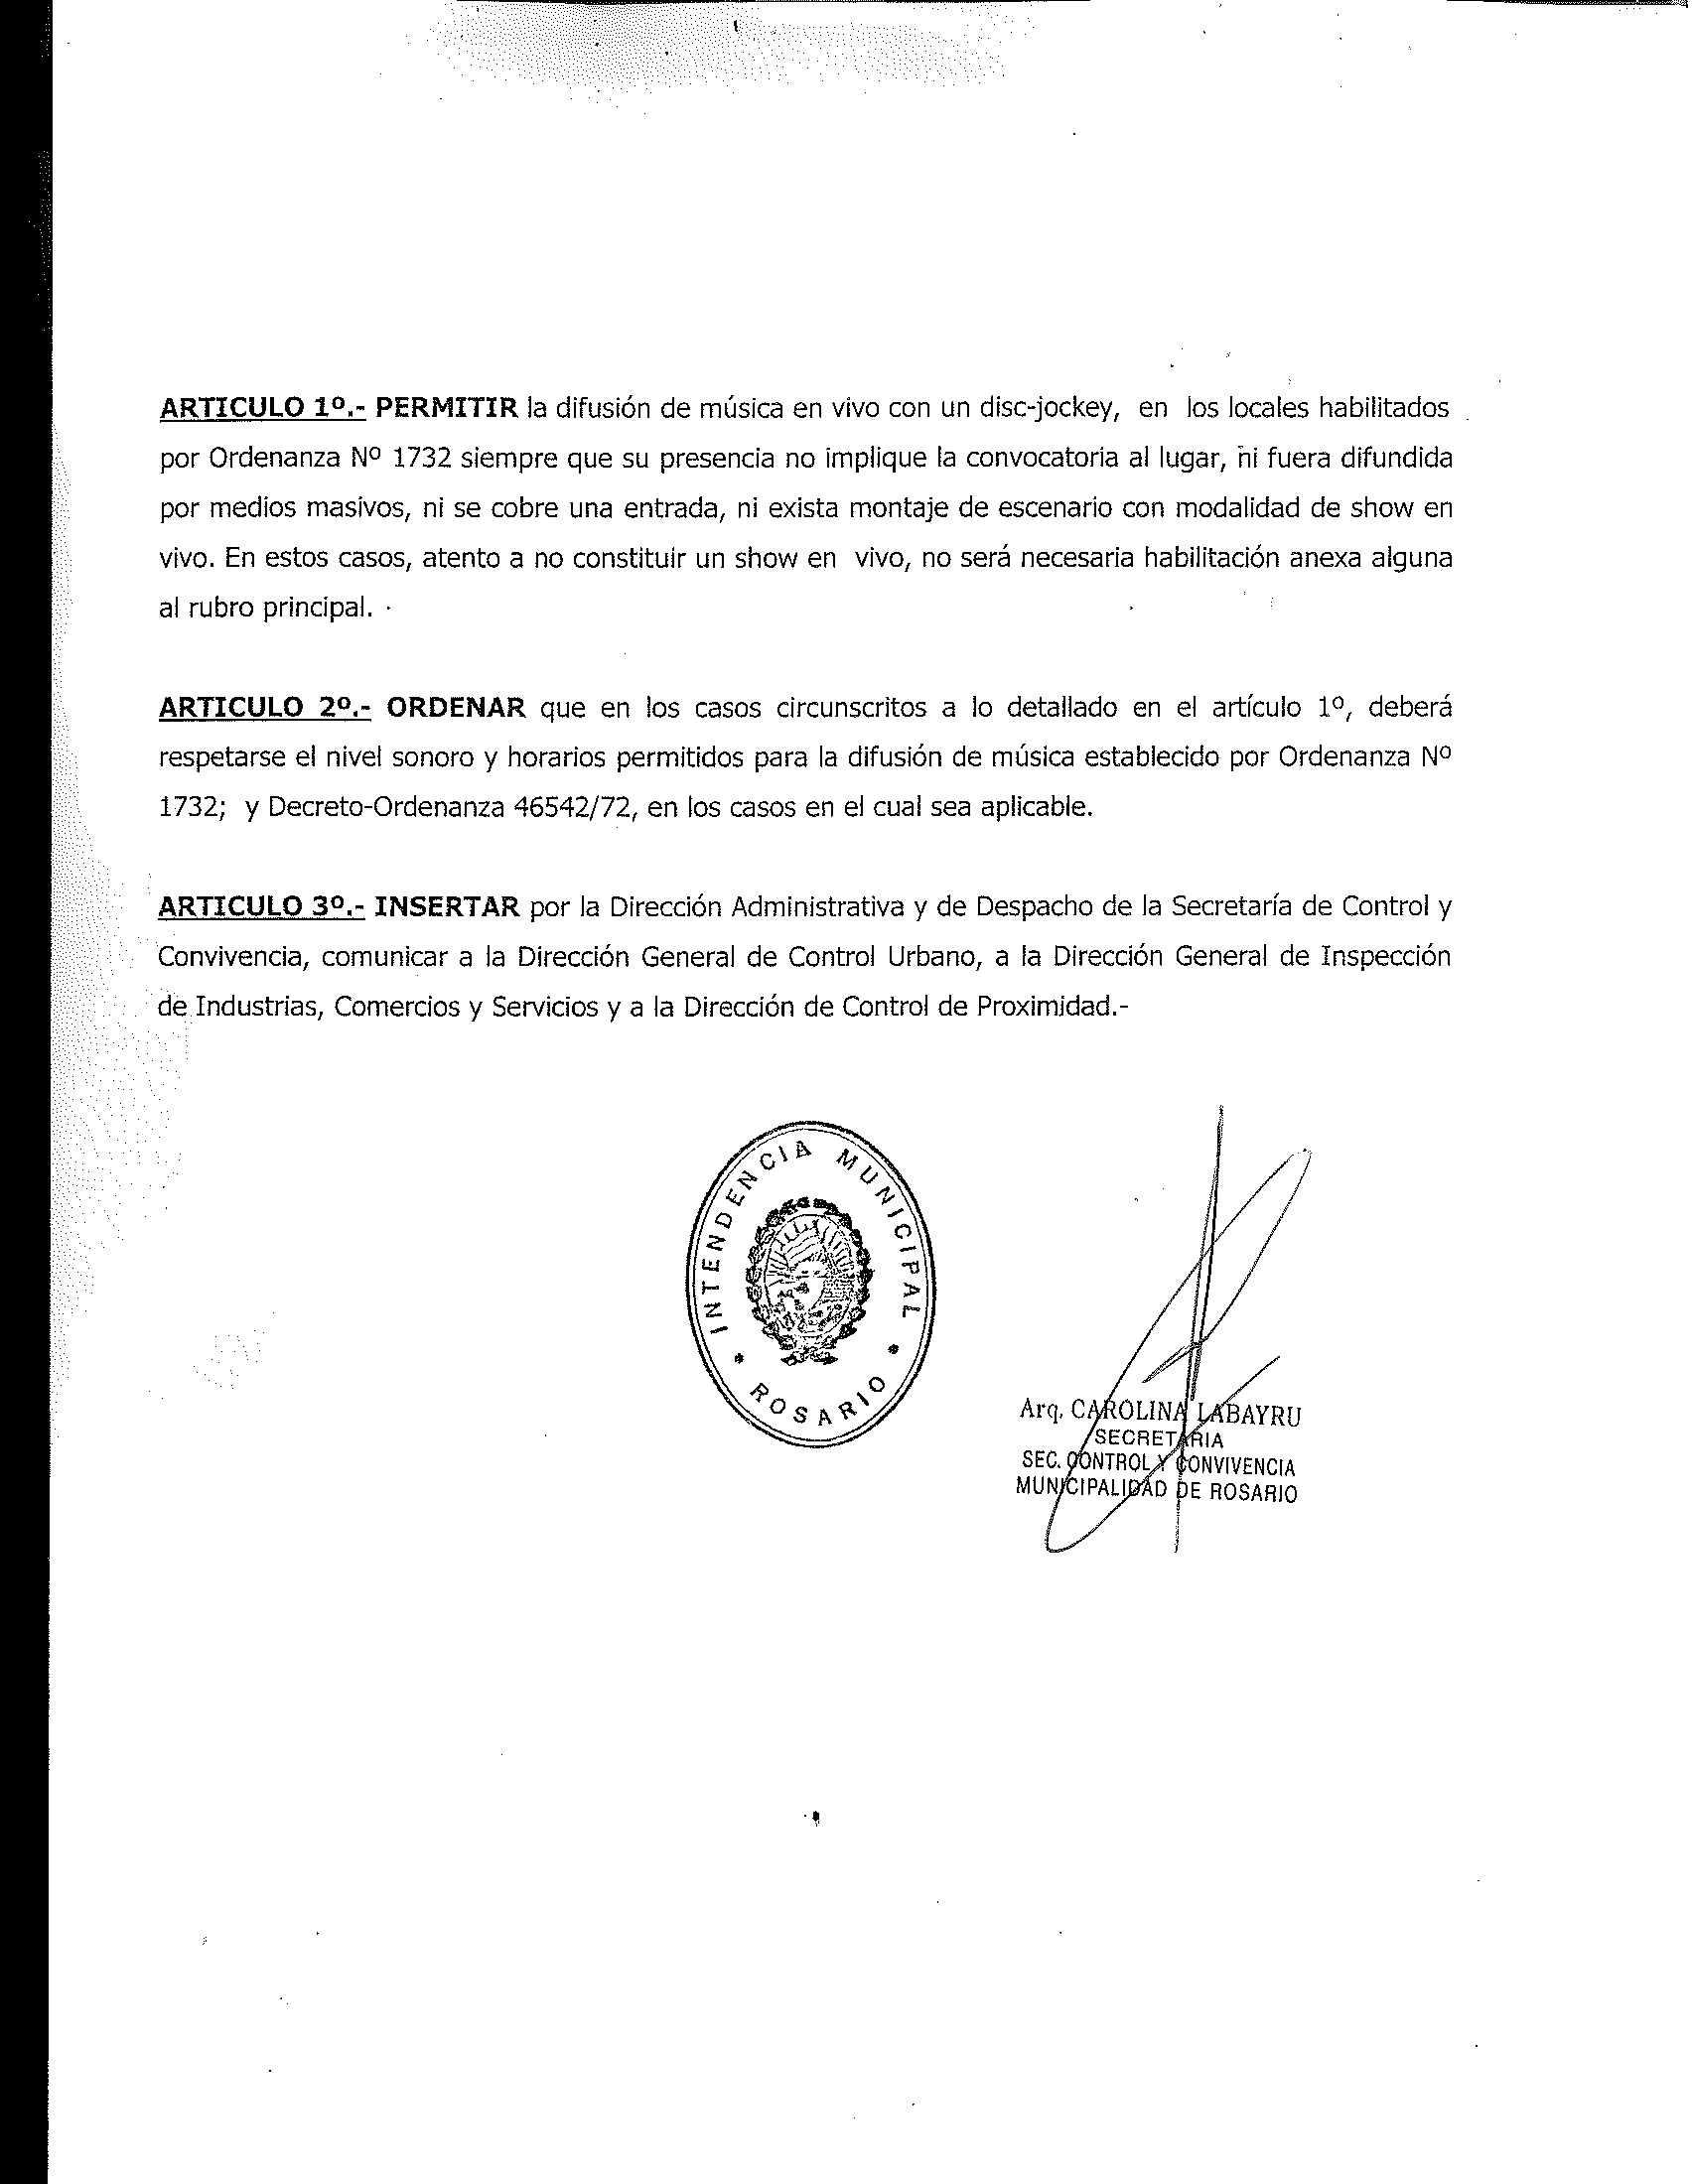 ARTICULO 1º.- PERMITIR la difusión de música en vivo con un disc-jockey, en los locales habilitados
por Ordenanza Nº 1732 siempre que su presencia no implique la convocatoria al lugar, ni fuera difundida
por medios masivos, ni se cobre una entrada, ni exista montaje de escenario con modalidad de show en
vivo. En estos casos, atento a no constituir un show en vivo, no será necesaria habilitación anexa alguna
al rubro principal.
ARTICULO 2º.- ORDENAR que en los casos circunscritos a lo detallado en el artículo 1º, deberá
respetarse el nivel sonoro y horarios permitidos para la difusión de música establecido por Ordenanza Nº
1732; y Decreto-Ordenanza 46542/72, en los casos en el cual sea aplicable.
ARTICULO 3º.- INSERTAR por la Dirección Administrativa y de Despacho de la Secretaría de Control y
Convivencia, comunicar a la Dirección General de Control Urbano, a la Dirección General de Inspección
de Industrias, Comercios y Servicios y a la Dirección de Control de Proximidad.-
INTENDENCIA MUNICIPAL
ROSARIO
Arq. CAROLINA LABAYRU
SECRETARIA
SEC. CONTROL Y CONVIVENCIA
MUNICIPALIDAD DE ROSARIO